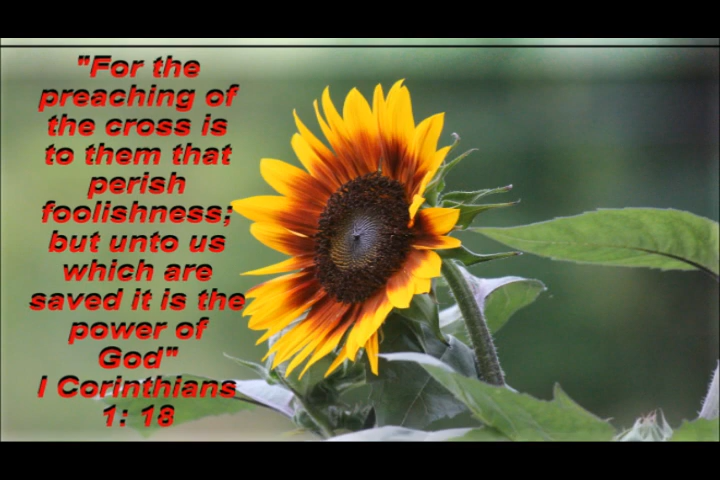 "For the
preaching of
the cross is
to them that
perish
foolishness;
but unto us
which are
saved it is the
power of
God"
I Corinthians
1: 18